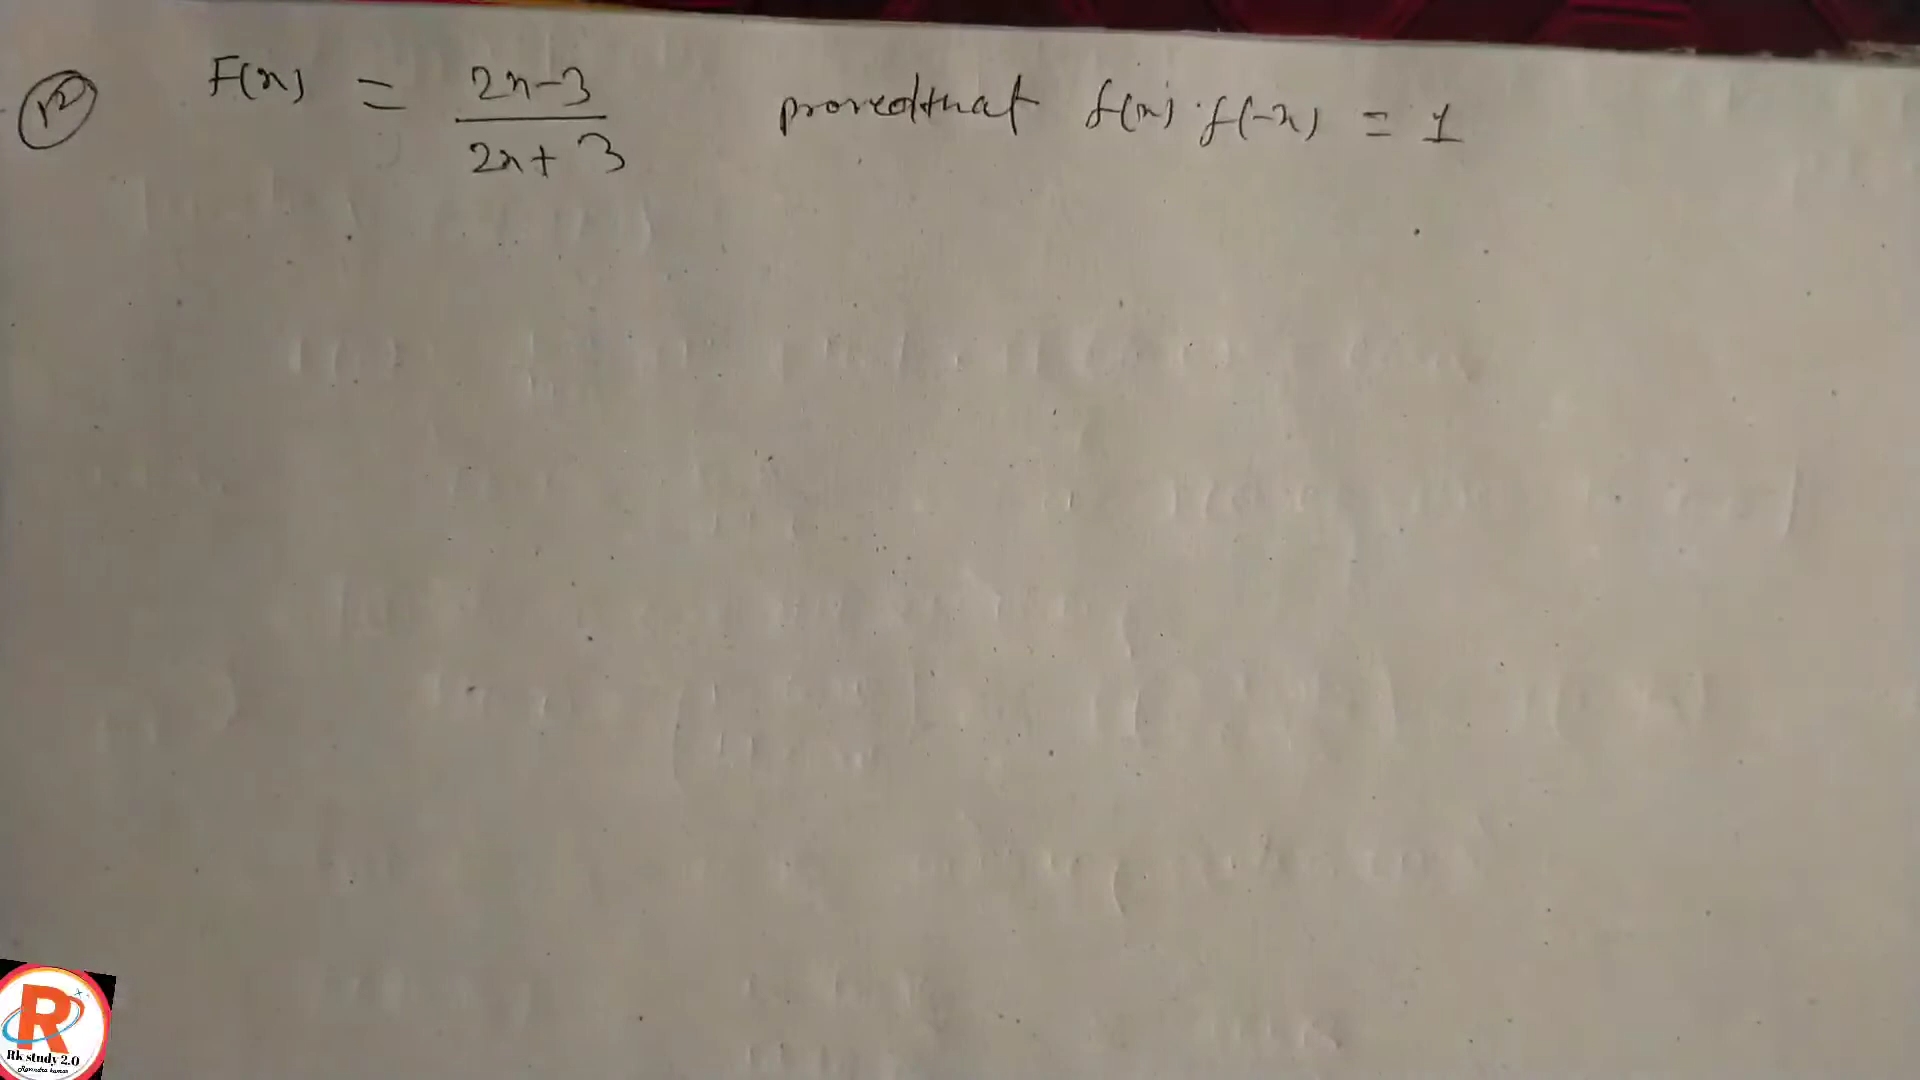 12 F(x) = 2x-3 / 2x+3 provedthat f(x) · f(-x) = 1
R
Rk study 2.0